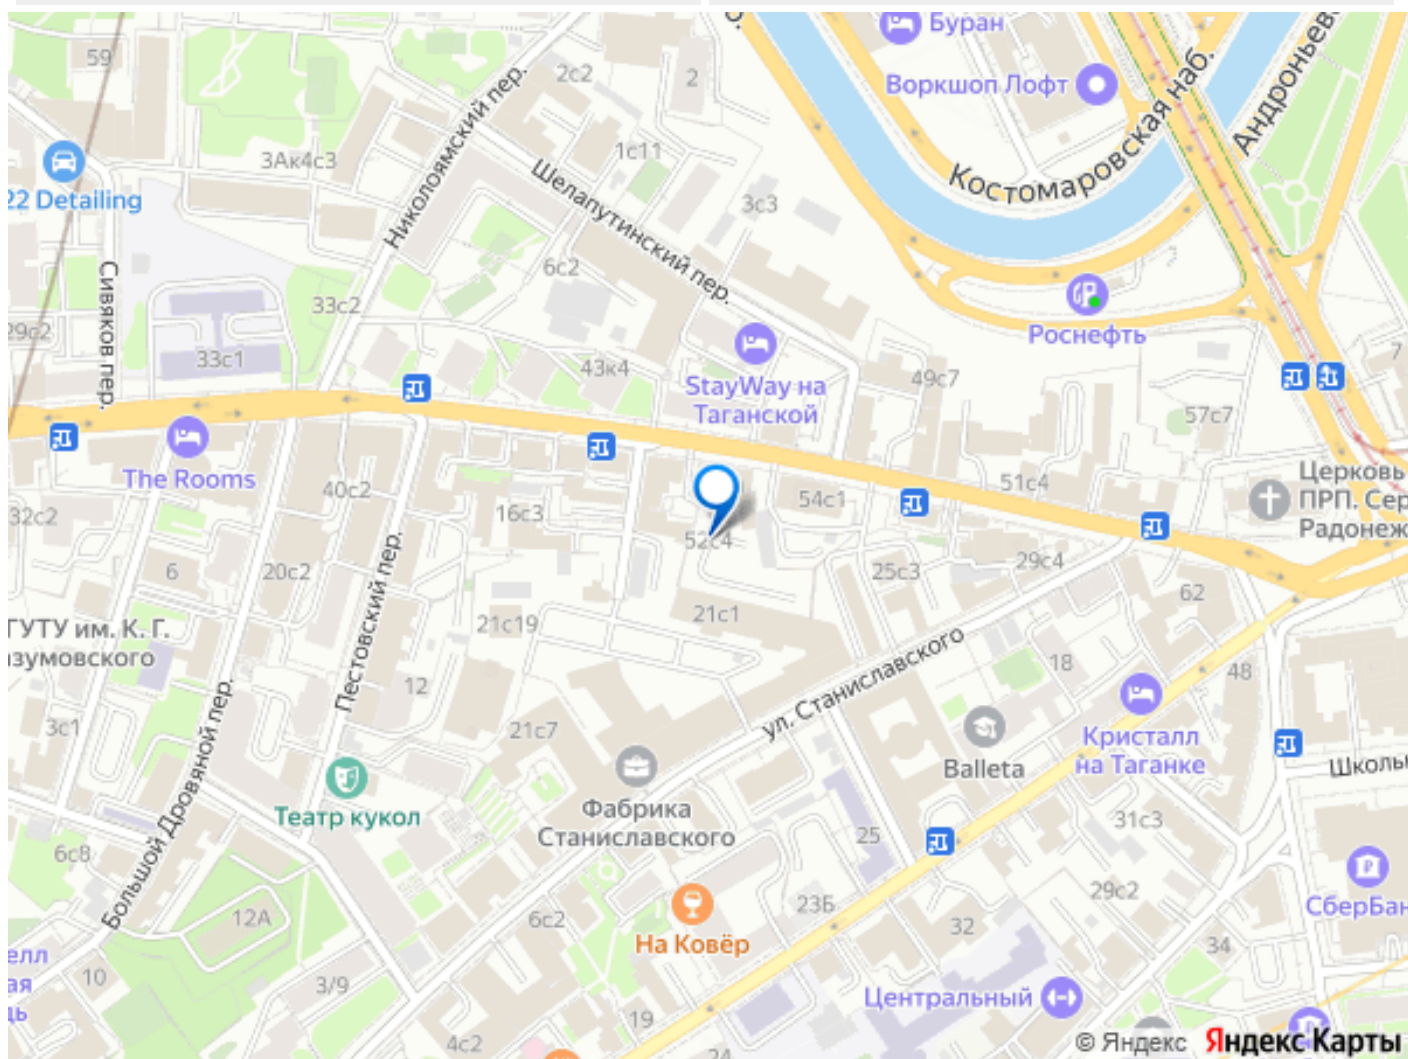 Буран
59
2с2
2
Воркшоп Лофт
Костомаровская наб.
Николоямский пер.
1с11
3Ак4с3
Шелапутинский пер.
3с3
22 Detailing
6с2
Сивяков пер.
33с2
Роснефть
29с2
33с1
43к4
StayWay на
Таганской
49с7
7
57с7
The Rooms
40с2
54с1
51с4
Церковь
ПРП. Сер
Радонеж
32с2
16с3
52с4
Пестовский пер.
6
20с2
25с3
29с4
62
21с1
21с19
ГУТУ им. К. Г.
азумовского
ул. Станиславского
18
48
12
3с1
21с7
Большой Дровяной пер.
Balleta
Кристалл
на Таганке
Театр кукол
Фабрика
Станиславского
25
31с3
6с8
29с2
СберБан
12А
6с2
На Ковёр
23Б
32
34
10
3/9
Центральный
19
4с2
24
© Яндекс Яндекс Карты